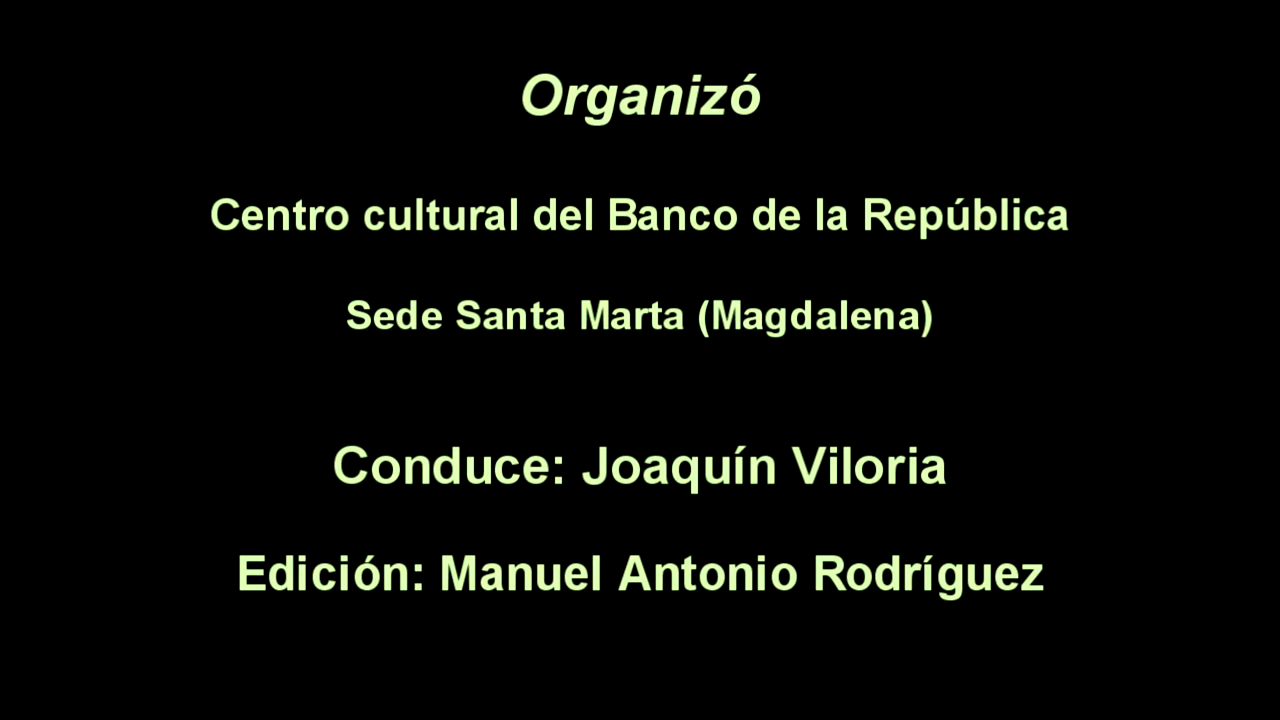 Organizó
Centro cultural del Banco de la República
Sede Santa Marta (Magdalena)
Conduce: Joaquín Viloria
Edición: Manuel Antonio Rodríguez